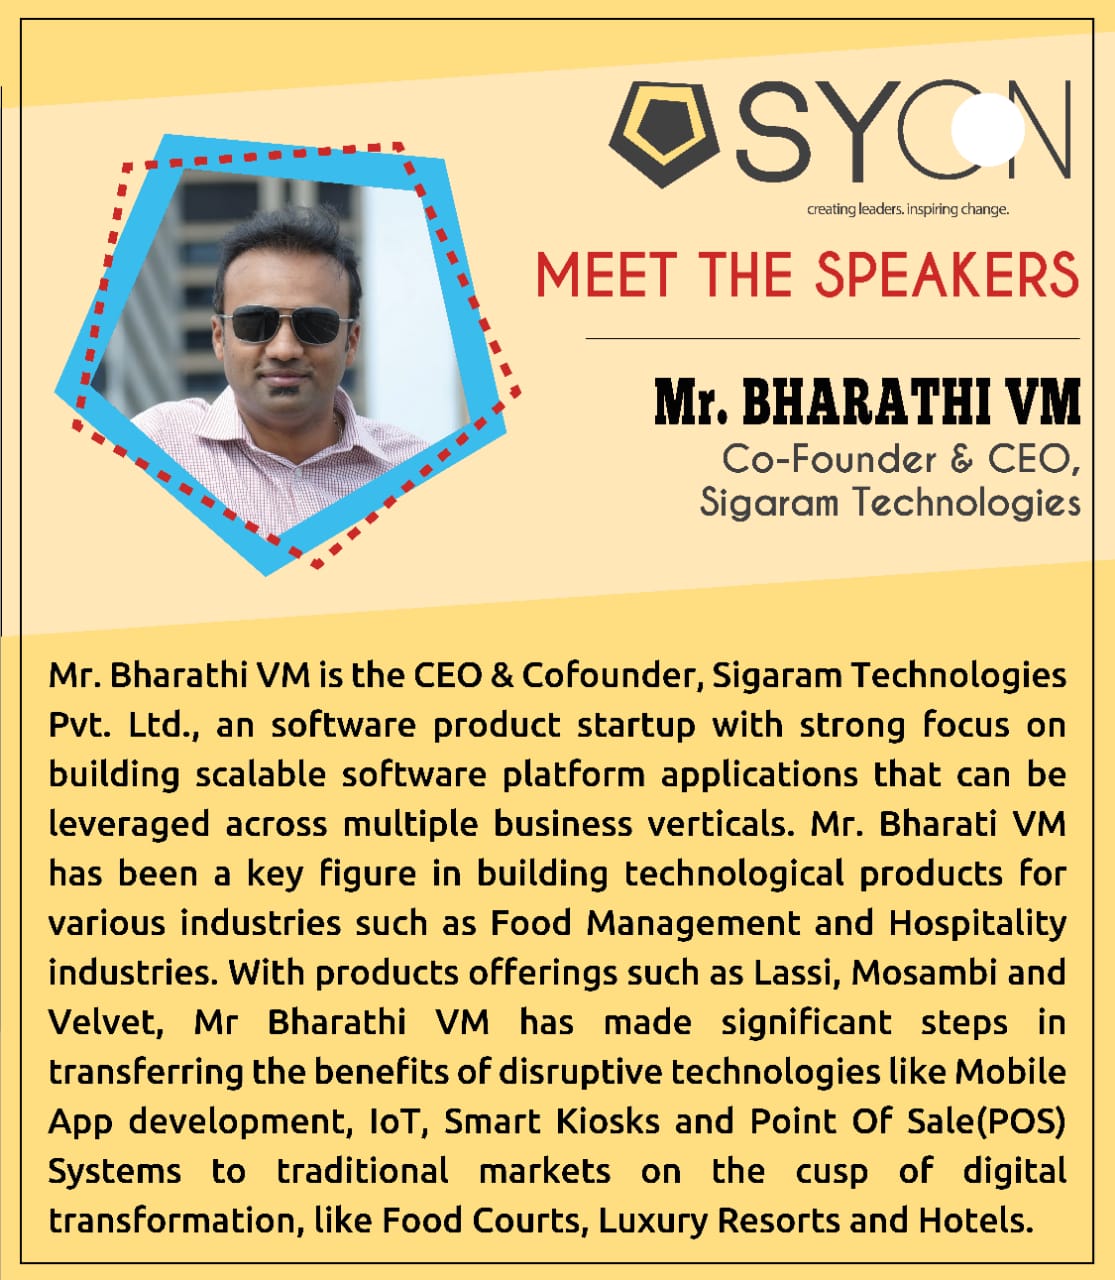 SYON
creating leaders. inspiring change.
MEET THE SPEAKERS
Mr. BHARATHI VM
Co-Founder & CEO,
Sigaram Technologies
Mr. Bharathi VM is the CEO & Cofounder, Sigaram Technologies
Pvt. Ltd., an software product startup with strong focus on
building scalable software platform applications that can be
leveraged across multiple business verticals. Mr. Bharati VM
has been a key figure in building technological products for
various industries such as Food Management and Hospitality
industries. With products offerings such as Lassi, Mosambi and
Velvet, Mr Bharathi VM has made significant steps in
transferring the benefits of disruptive technologies like Mobile
App development, IoT, Smart Kiosks and Point Of Sale(POS)
Systems to traditional markets on the cusp of digital
transformation, like Food Courts, Luxury Resorts and Hotels.